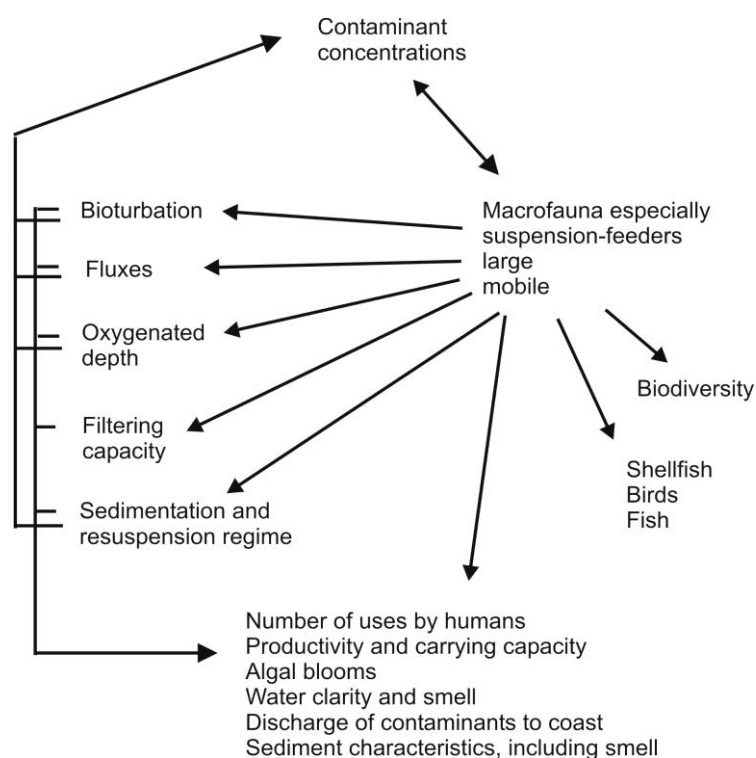 Contaminant
concentrations
Bioturbation
Macrofauna especially
suspension-feeders
large
mobile
Fluxes
Oxygenated
depth
Biodiversity
Filtering
capacity
Shellfish
Birds
Fish
Sedimentation and
resuspension regime
Number of uses by humans
Productivity and carrying capacity
Algal blooms
Water clarity and smell
Discharge of contaminants to coast
Sediment characteristics, including smell